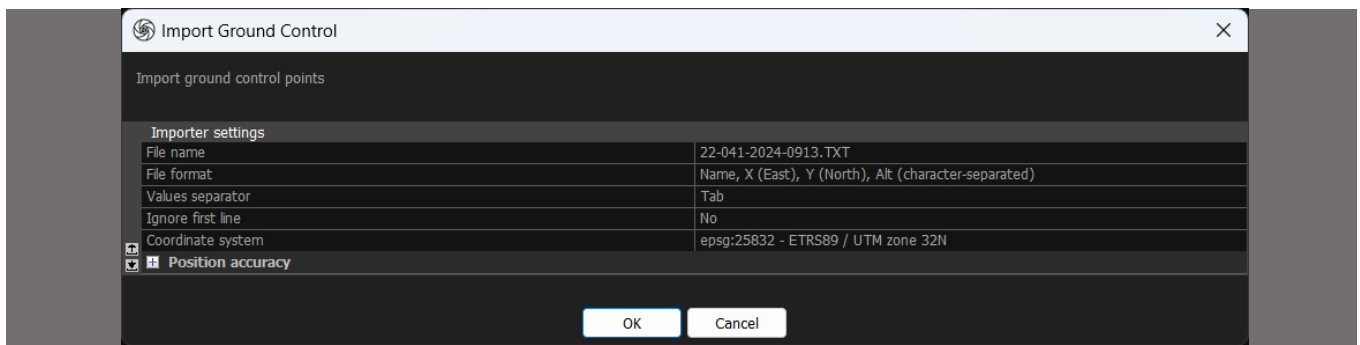 Import Ground Control
Import ground control points
Importer settings
File name 22-041-2024-0913.TXT
File format Name, X (East), Y (North), Alt (character-separated)
Values separator Tab
Ignore first line No
Coordinate system epsg:25832 - ETRS89 / UTM zone 32N
Position accuracy
OK Cancel